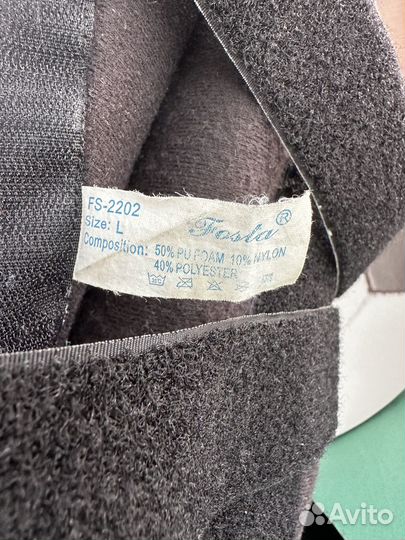 FS-2202
Fosta®
Size: L
Composition: 50% PU FOAM 10% NYLON
40% POLYESTER
Avito